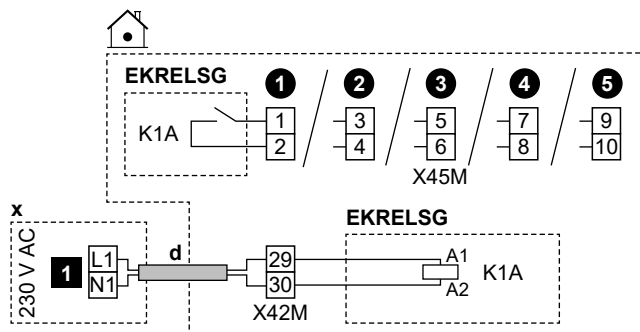 EKRELSG
1 / 2 / 3 / 4 / 5
K1A
1 3 5 7 9
2 4 6 8 10
X45M
x
EKRELSG
230 V AC
1
L1
N1
d
29
30
X42M
A1
A2
K1A